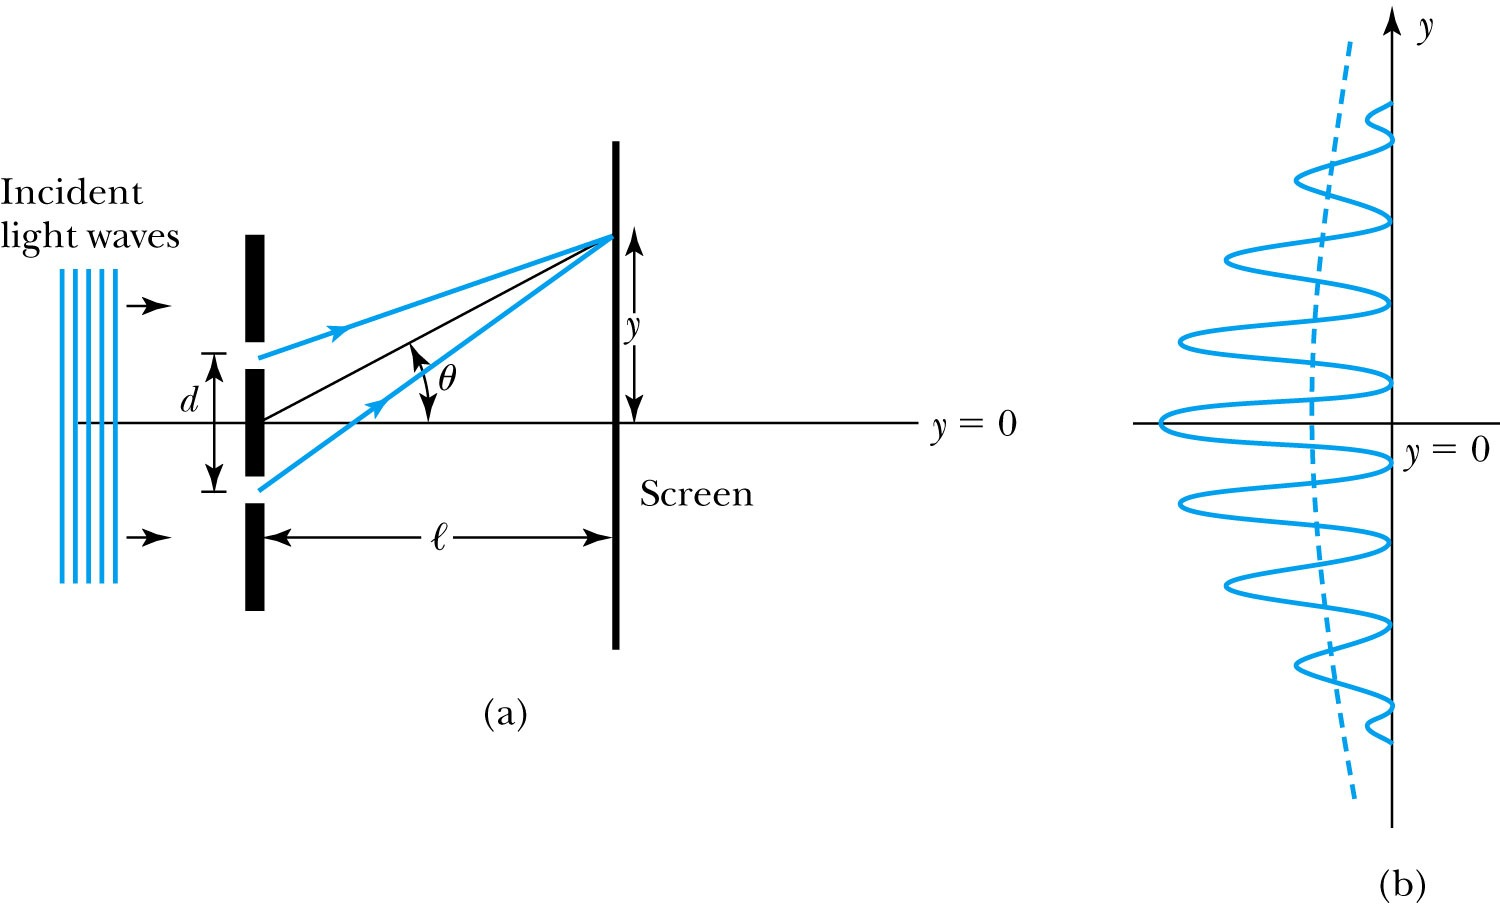 Incident
light waves
d
θ
y
y = 0
Screen
ℓ
(a)
y
y = 0
(b)